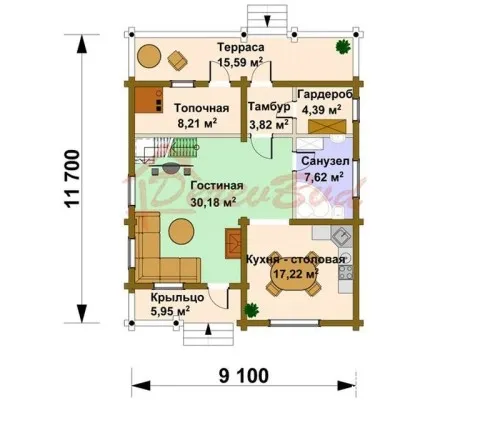 Терраса
15,59 м²
Топочная
8,21 м²
Тамбур
3,82 м²
Гардероб
4,39 м²
Санузел
7,62 м²
Гостиная
30,18 м²
Кухня - столовая
17,22 м²
Крыльцо
5,95 м²
11 700
9 100